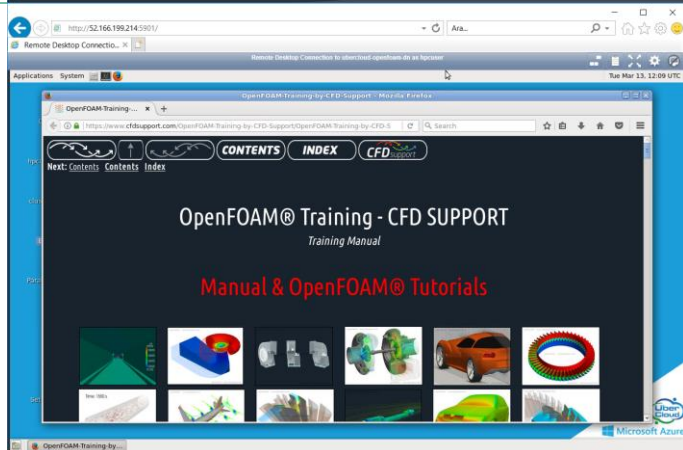 http://52.166.199.214:5901/
Ara...
Remote Desktop Connectio...
Remote Desktop Connection to ubercloud-openfoam-dn as hpcuser
Applications System
Tue Mar 13, 12:09 UTC
OpenFOAM-Training-by-CFD-Support - Mozilla Firefox
OpenFOAM-Training-...
https://www.cfdsupport.com/OpenFOAM-Training-by-CFD-Support/OpenFOAM-Training-by-CFD-S
Search
CONTENTS
INDEX
CFD support
Next: Contents Contents Index
OpenFOAM® Training - CFD SUPPORT
Training Manual
Manual & OpenFOAM® Tutorials
Uber Cloud
Microsoft Azure
OpenFOAM-Training-by-...